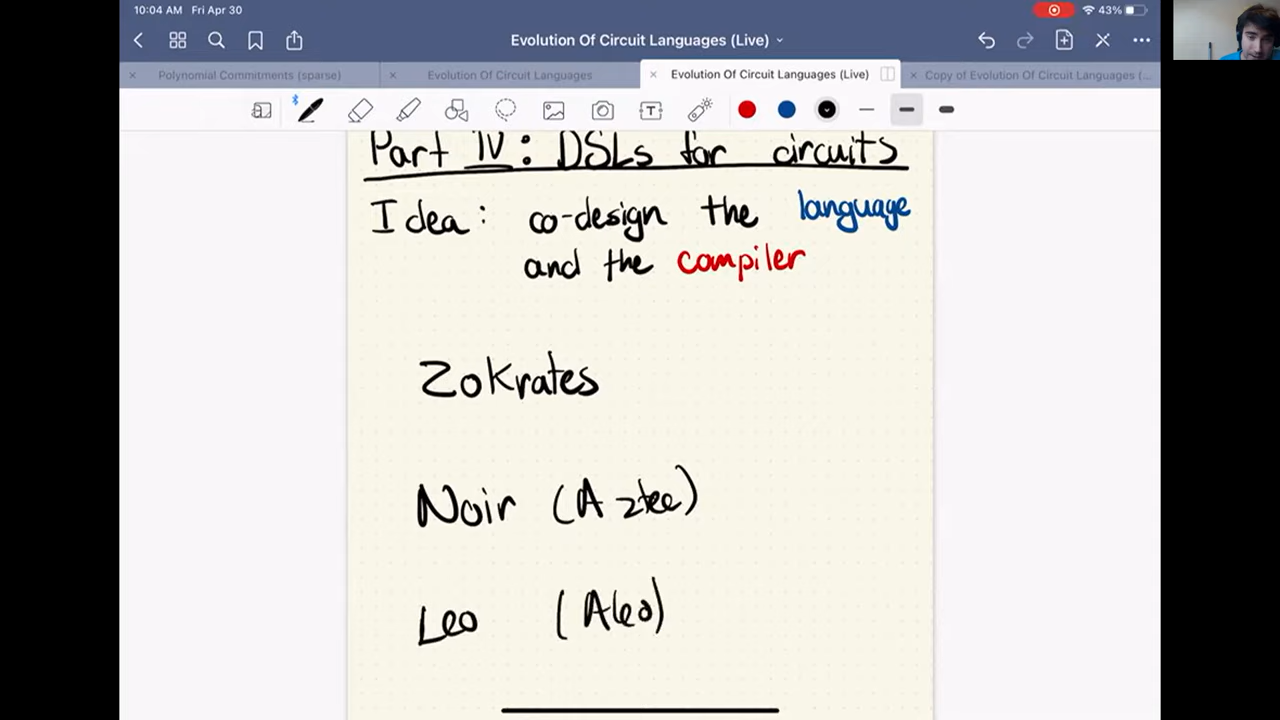 10:04 AM Fri Apr 30
43%
Evolution Of Circuit Languages (Live)
Polynomial Commitments (sparse)
Evolution Of Circuit Languages
Evolution Of Circuit Languages (Live)
Copy of Evolution Of Circuit Languages (...
T
Part IV: DSLs for circuits
Idea: co-design the language
and the compiler
ZoKrates
Noir (Aztec)
Leo (Aleo)